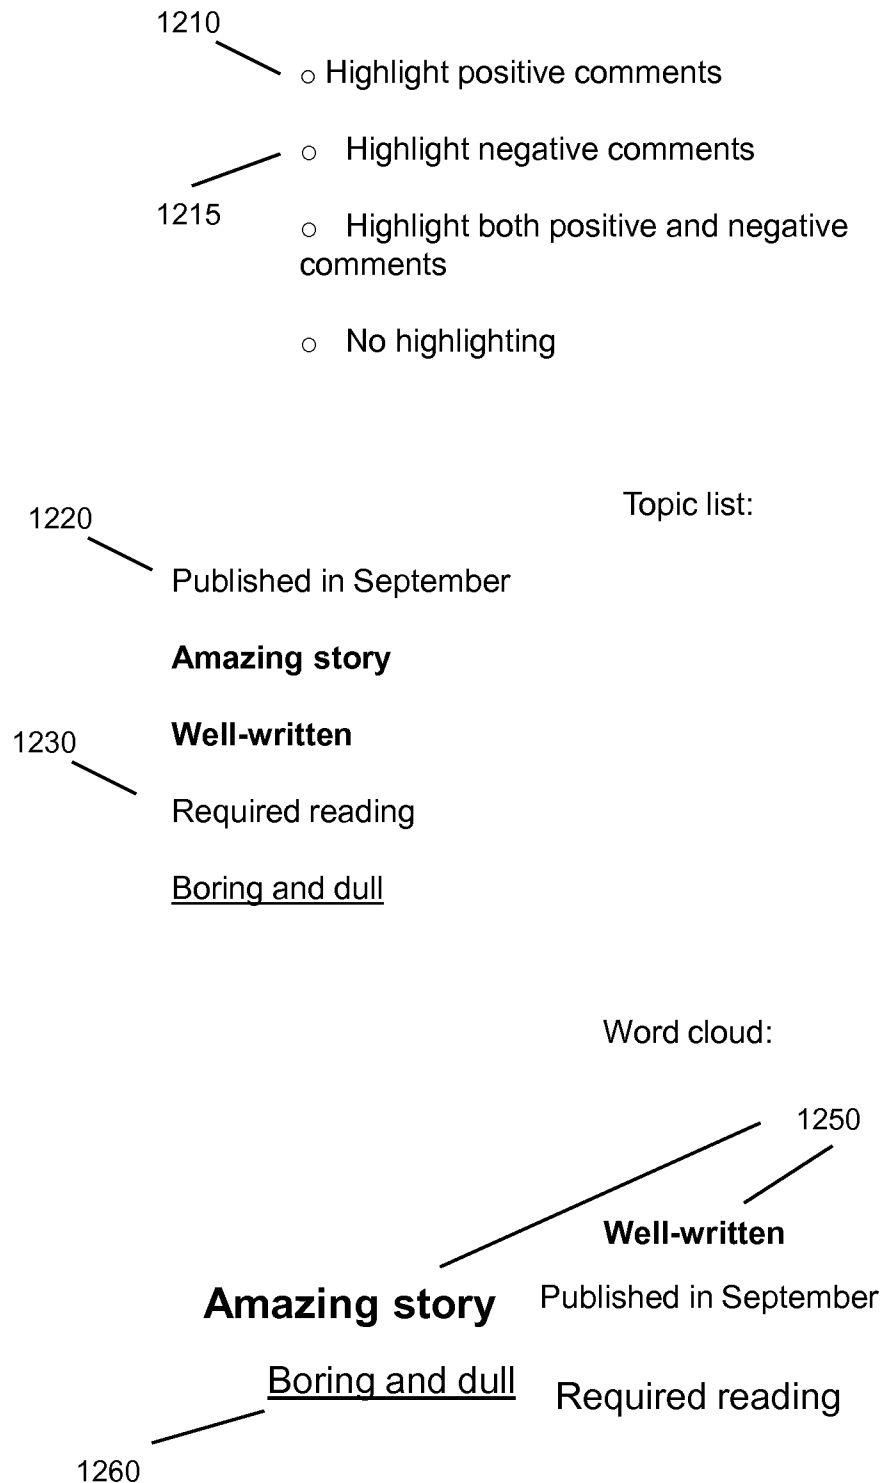 1210
○ Highlight positive comments
○ Highlight negative comments
1215
○ Highlight both positive and negative
comments
○ No highlighting
Topic list:
1220
Published in September
Amazing story
Well-written
1230
Required reading
Boring and dull
Word cloud:
1250
Well-written
Amazing story
Published in September
Boring and dull
Required reading
1260